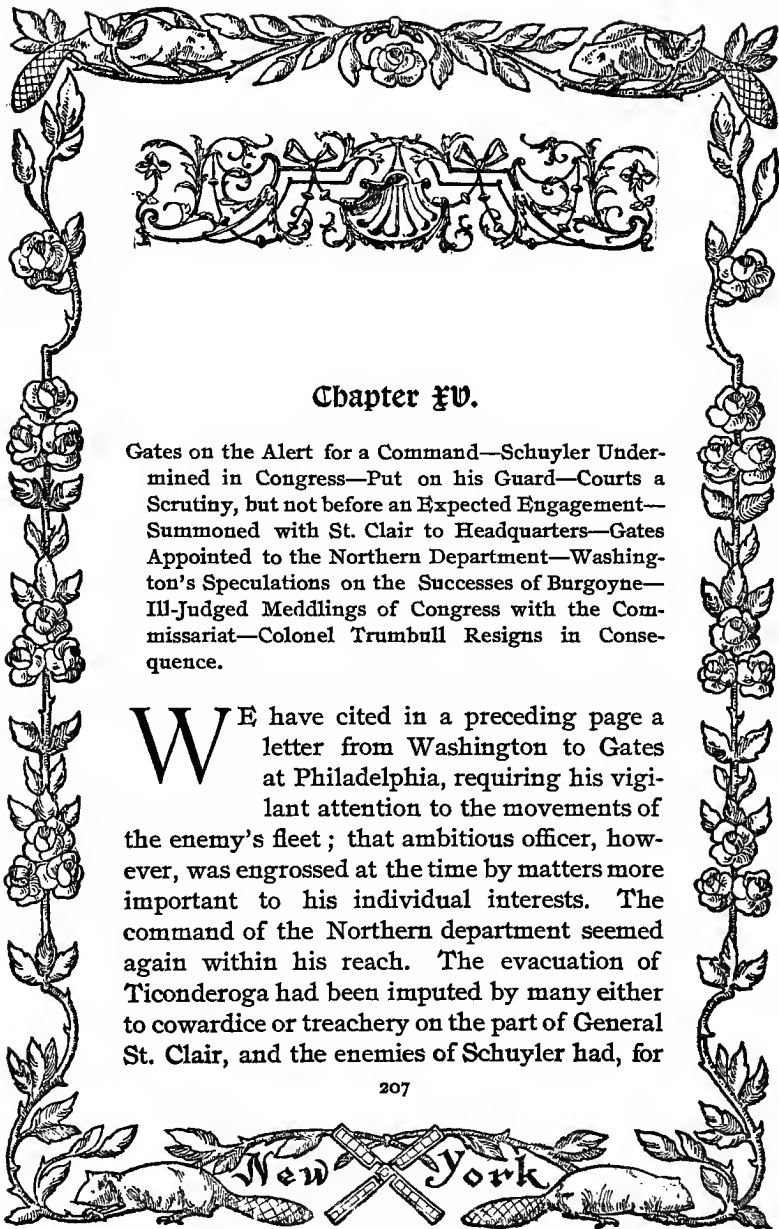 Chapter XV.
Gates on the Alert for a Command—Schuyler Under-
mined in Congress—Put on his Guard—Courts a
Scrutiny, but not before an Expected Engagement—
Summoned with St. Clair to Headquarters—Gates
Appointed to the Northern Department—Washing-
ton's Speculations on the Successes of Burgoyne—
Ill-Judged Meddlings of Congress with the Com-
missariat—Colonel Trumbull Resigns in Conse-
quence.
WE have cited in a preceding page a
letter from Washington to Gates
at Philadelphia, requiring his vigi-
lant attention to the movements of
the enemy's fleet; that ambitious officer, how-
ever, was engrossed at the time by matters more
important to his individual interests. The
command of the Northern department seemed
again within his reach. The evacuation of
Ticonderoga had been imputed by many either
to cowardice or treachery on the part of General
St. Clair, and the enemies of Schuyler had, for
207
New York